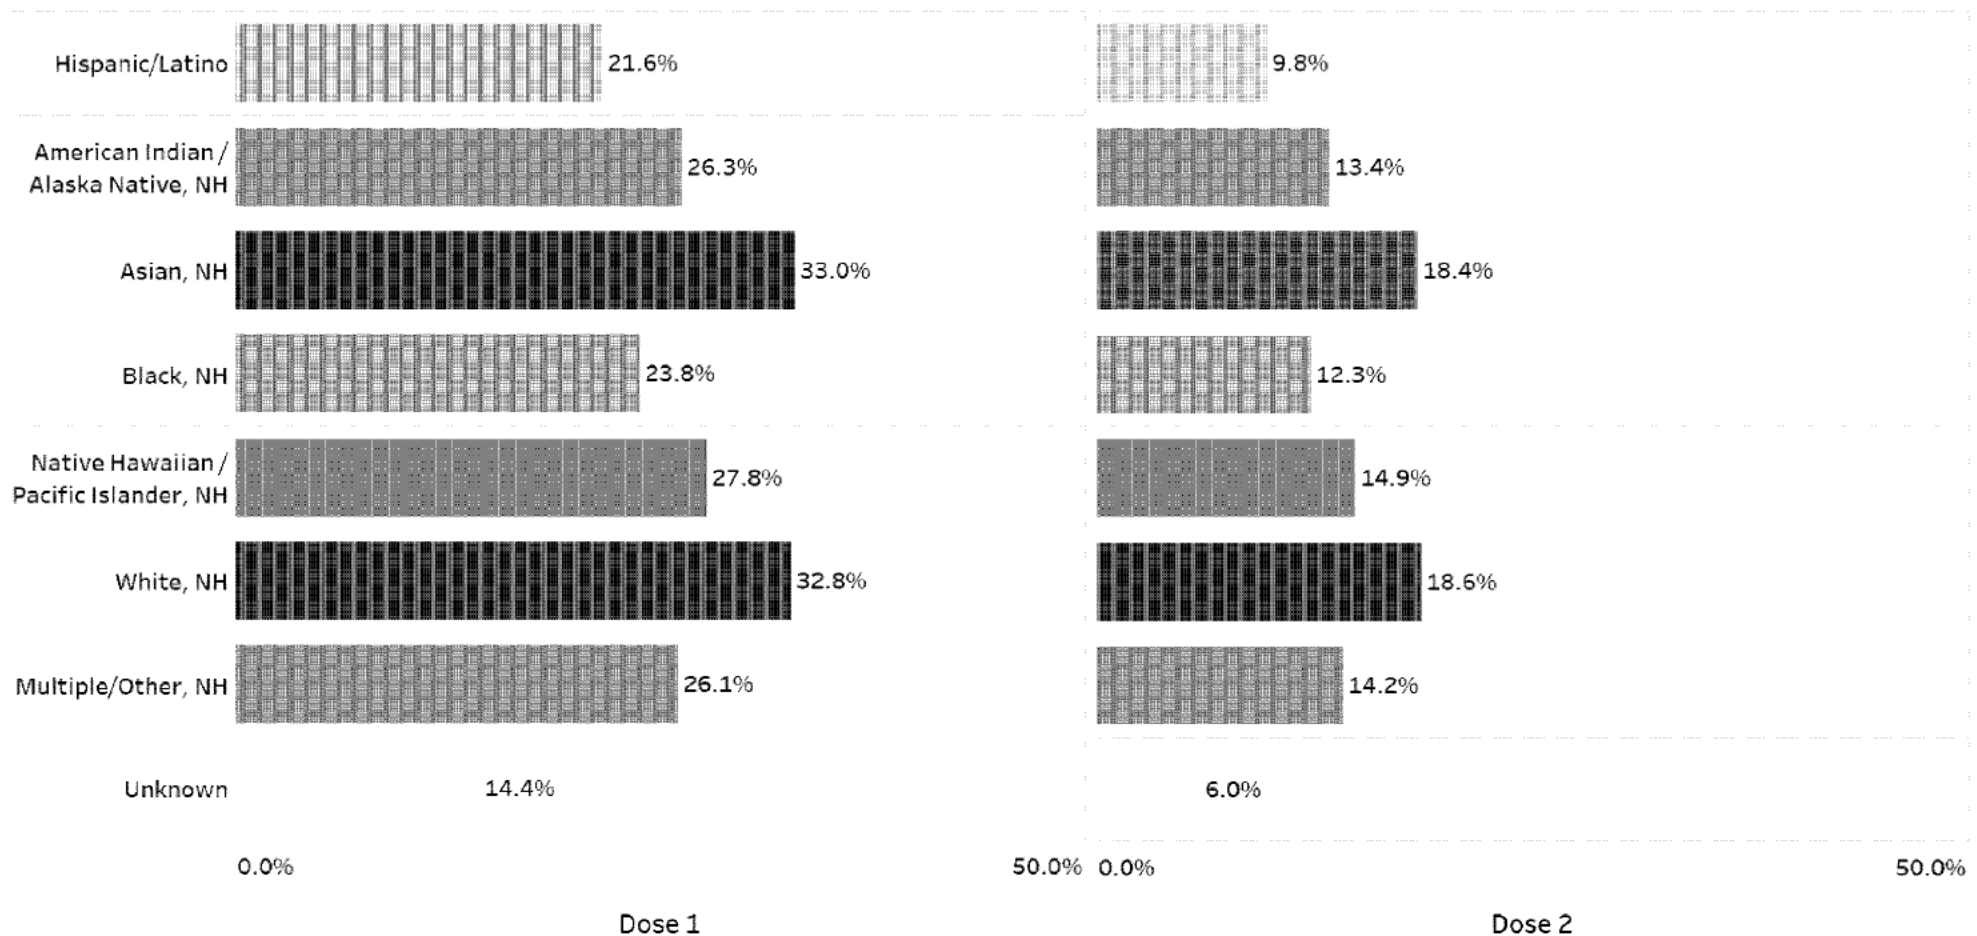 Hispanic/Latino 21.6% 9.8%
American Indian /
Alaska Native, NH 26.3% 13.4%
Asian, NH 33.0% 18.4%
Black, NH 23.8% 12.3%
Native Hawaiian /
Pacific Islander, NH 27.8% 14.9%
White, NH 32.8% 18.6%
Multiple/Other, NH 26.1% 14.2%
Unknown 14.4% 6.0%
0.0% 50.0% 0.0% 50.0%
Dose 1 Dose 2